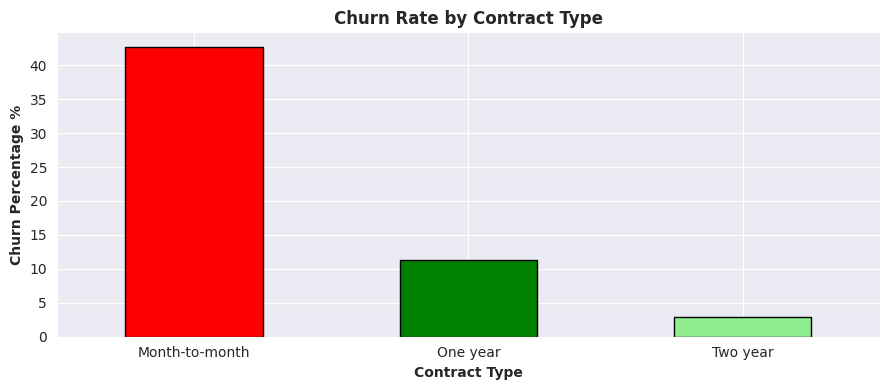 Churn Rate by Contract Type
Churn Percentage %
40
35
30
25
20
15
10
5
0
Month-to-month
One year
Two year
Contract Type